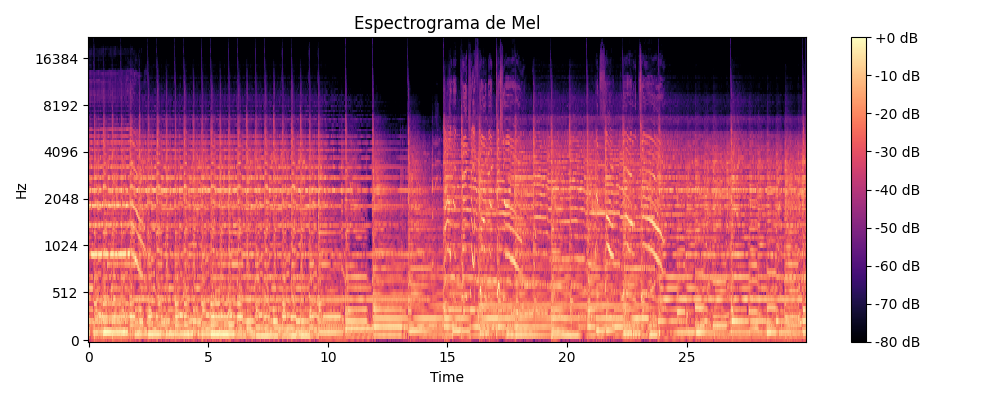 Espectrograma de Mel
16384
8192
4096
2048
1024
512
0
Hz
0 5 10 15 20 25
Time
+0 dB
-10 dB
-20 dB
-30 dB
-40 dB
-50 dB
-60 dB
-70 dB
-80 dB